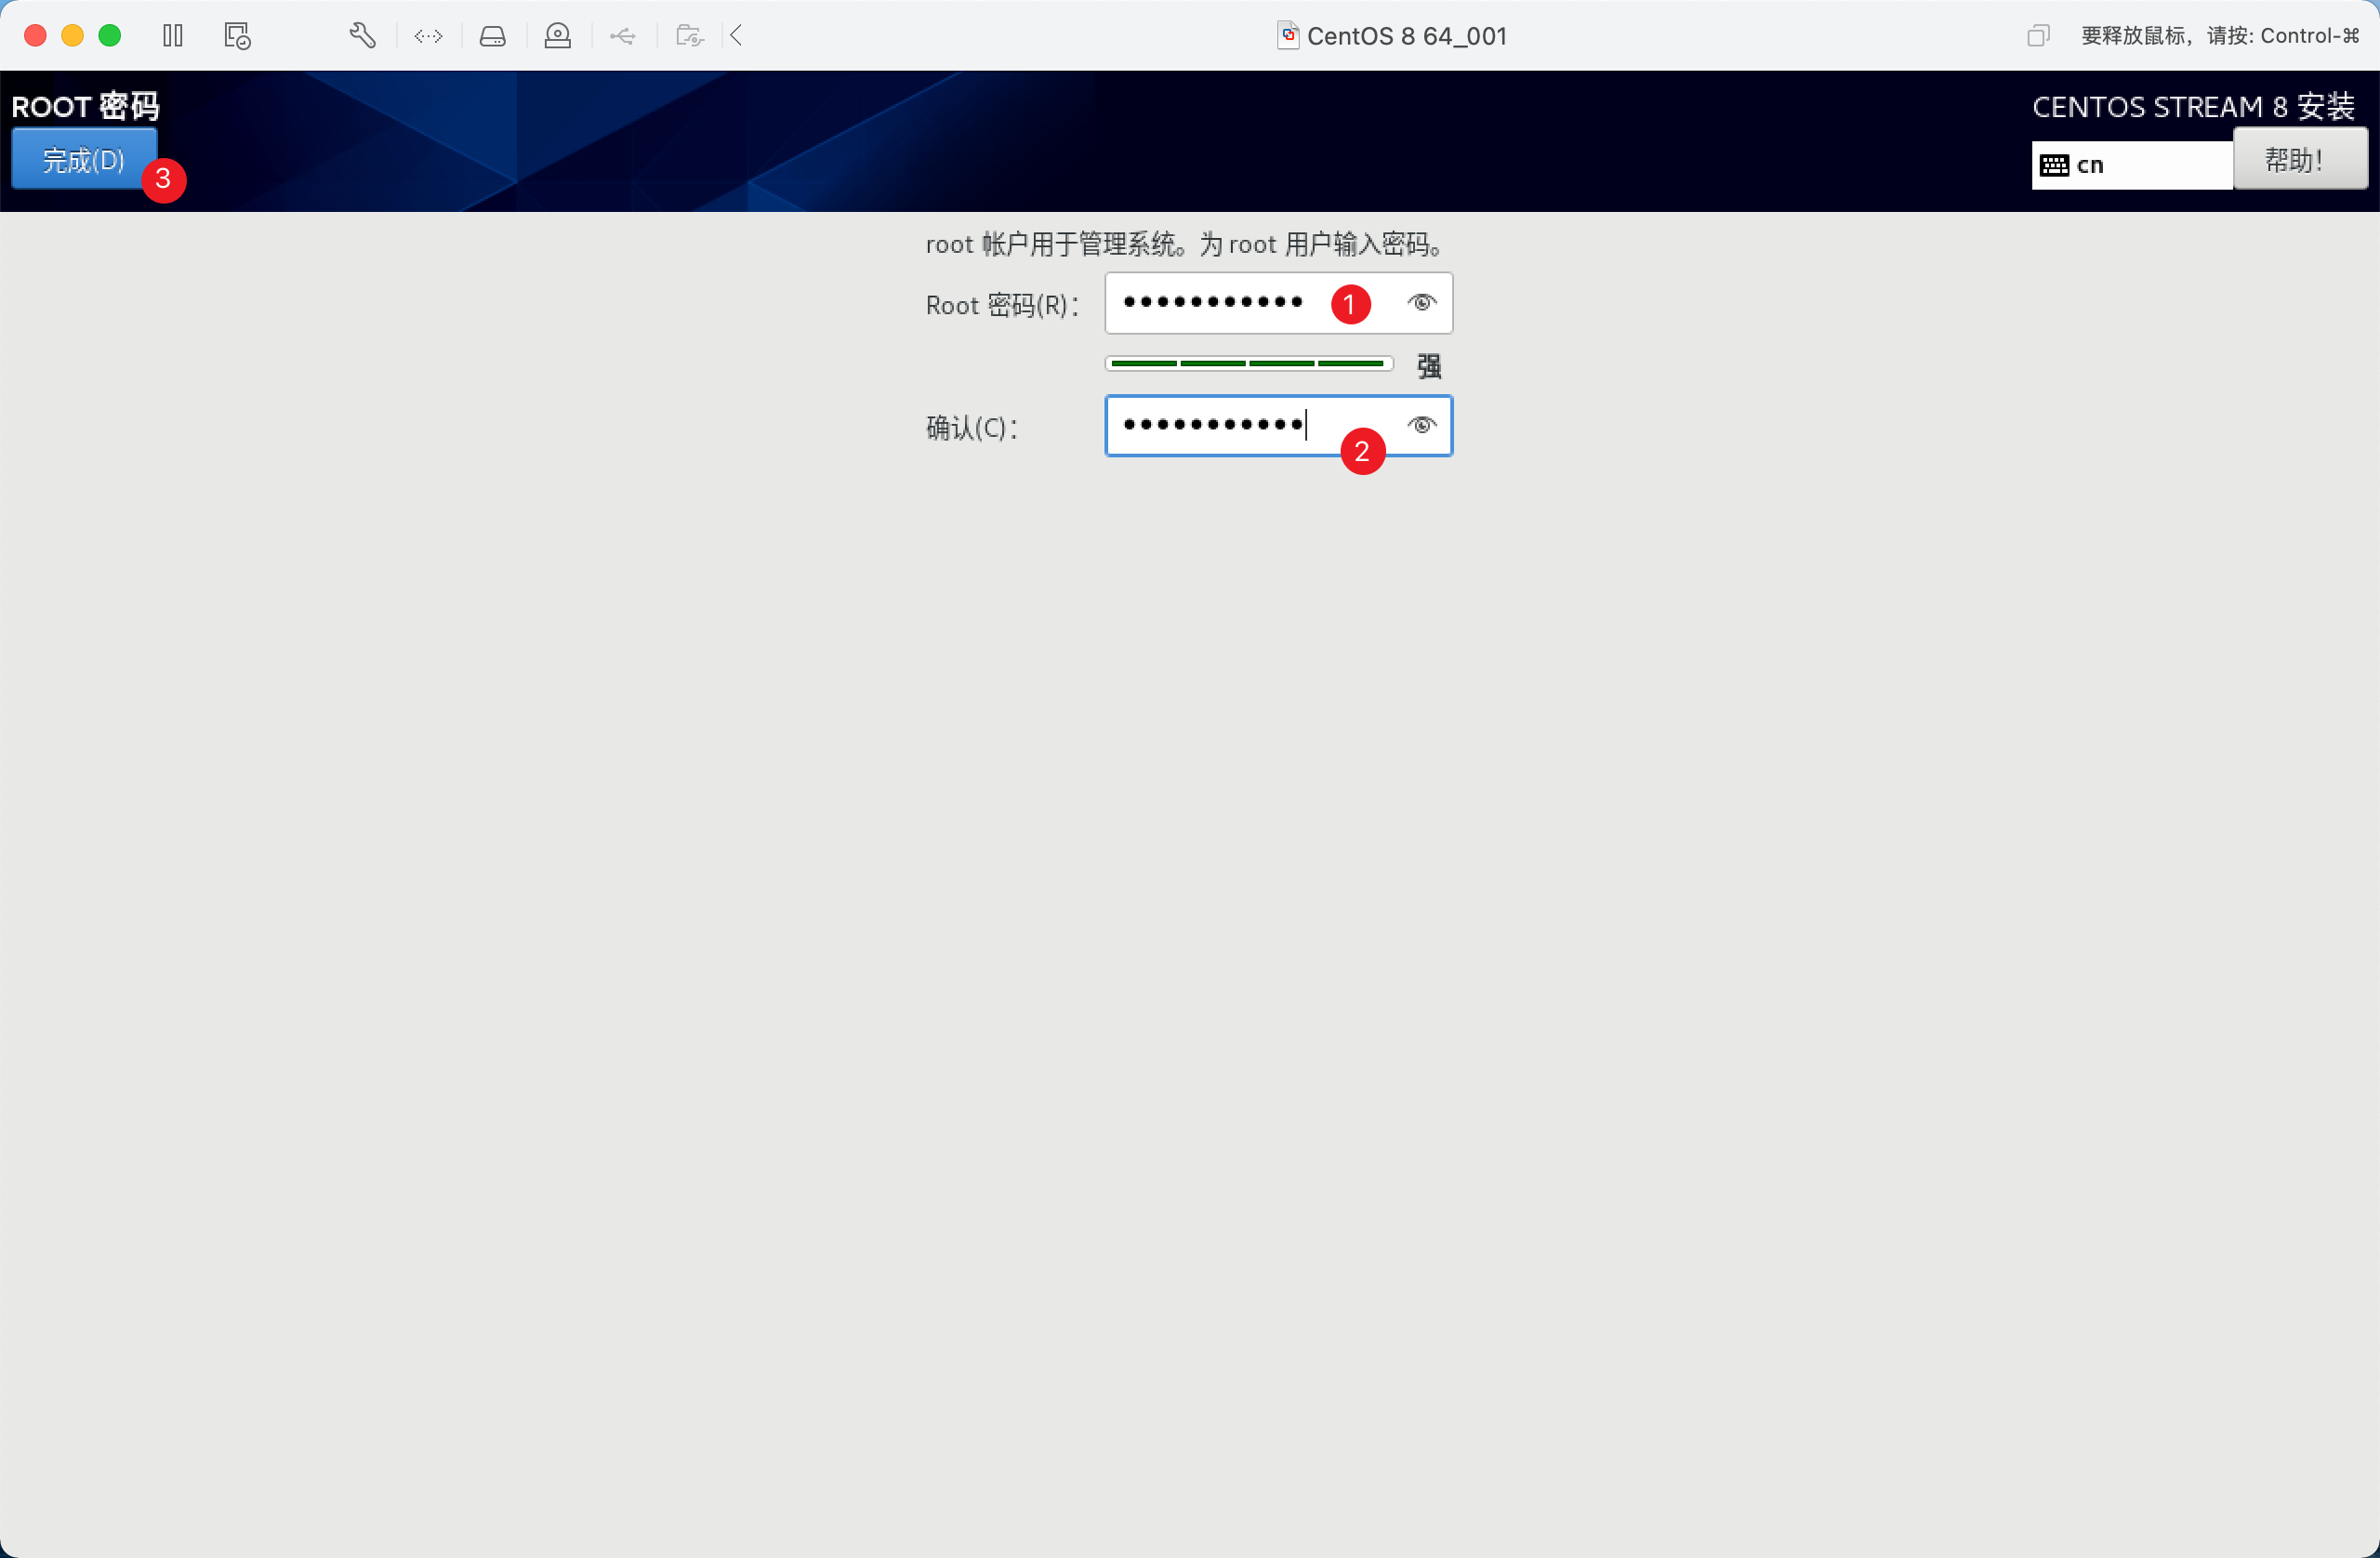 CentOS 8 64_001
要释放鼠标，请按: Control-⌘
ROOT 密码
CENTOS STREAM 8 安装
完成(D)
3
cn
帮助！
root 帐户用于管理系统。为 root 用户输入密码。
Root 密码(R)：
●●●●●●●●●●●
1
强
确认(C)：
●●●●●●●●●●●
2